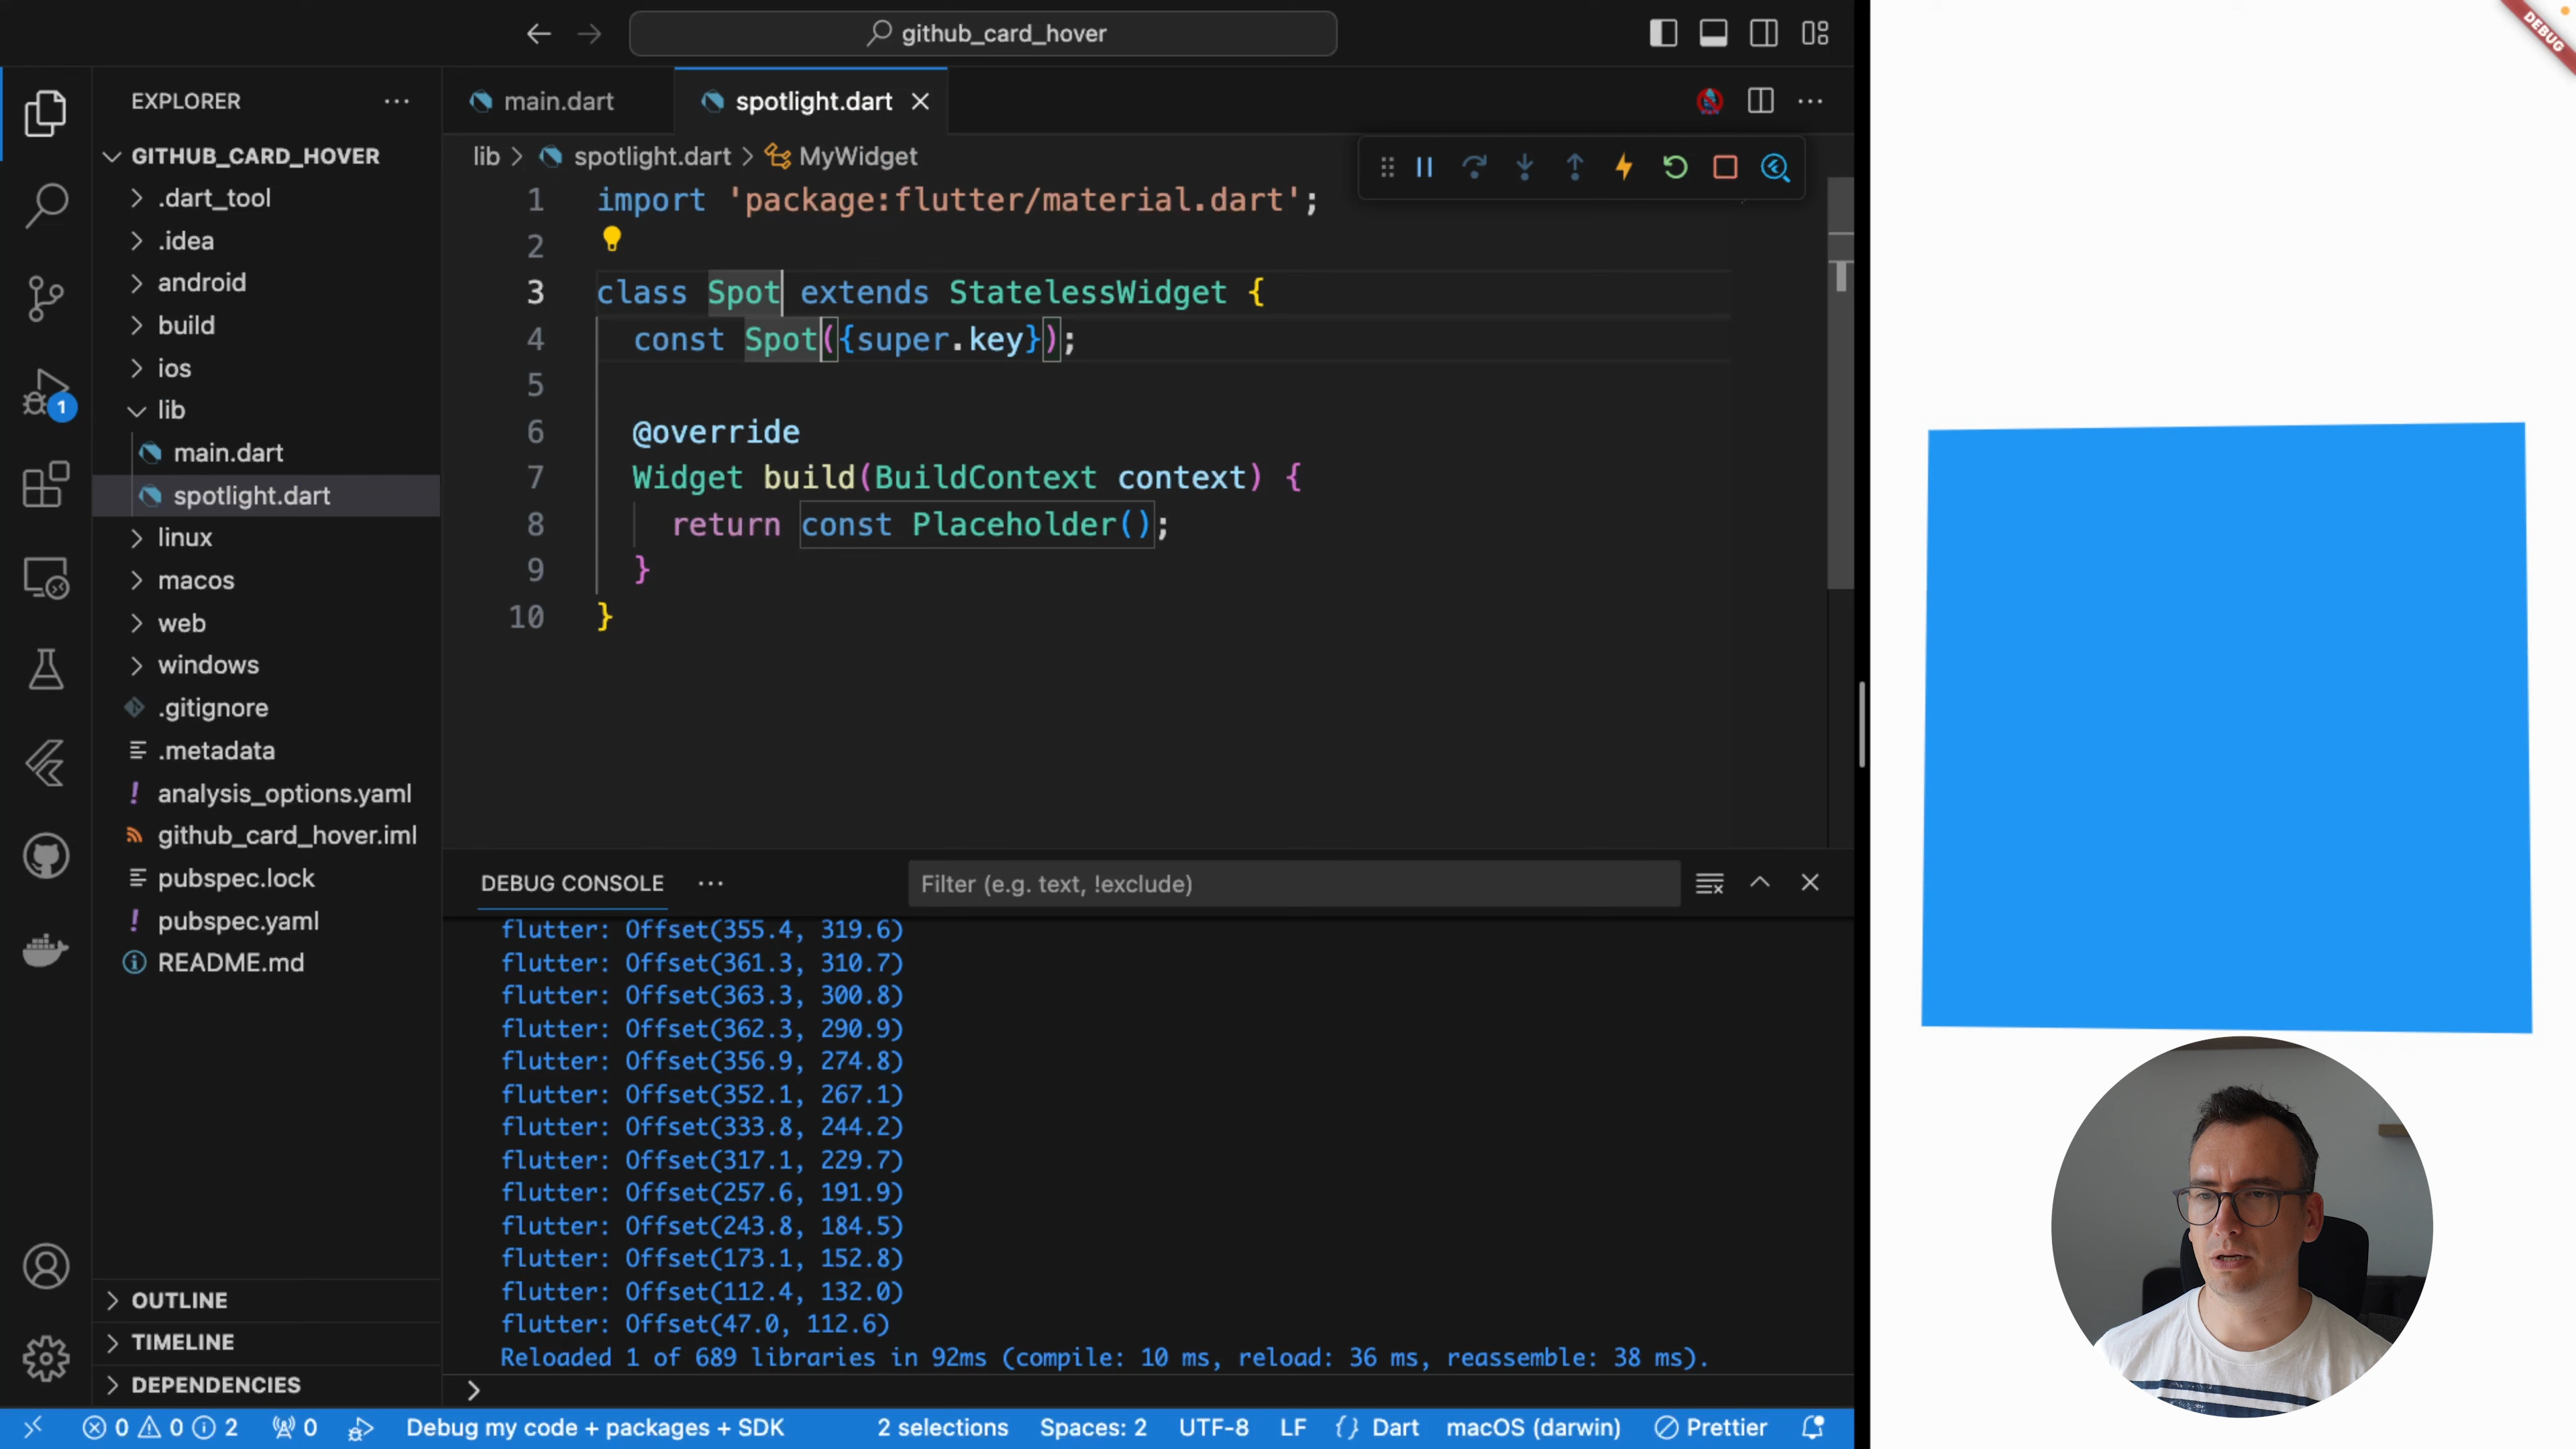 github_card_hover
DEBUG
EXPLORER
main.dart
spotlight.dart
GITHUB_CARD_HOVER
lib > spotlight.dart > MyWidget
.dart_tool
.idea
android
build
ios
lib
main.dart
spotlight.dart
linux
macos
web
windows
.gitignore
.metadata
! analysis_options.yaml
github_card_hover.iml
pubspec.lock
! pubspec.yaml
README.md
OUTLINE
TIMELINE
DEPENDENCIES
1
1 import 'package:flutter/material.dart';
2
3 class Spot extends StatelessWidget {
4 const Spot({super.key});
5
6 @override
7 Widget build(BuildContext context) {
8 return const Placeholder();
9 }
10 }
DEBUG CONSOLE
Filter (e.g. text, !exclude)
flutter: Offset(355.4, 319.6)
flutter: Offset(361.3, 310.7)
flutter: Offset(363.3, 300.8)
flutter: Offset(362.3, 290.9)
flutter: Offset(356.9, 274.8)
flutter: Offset(352.1, 267.1)
flutter: Offset(333.8, 244.2)
flutter: Offset(317.1, 229.7)
flutter: Offset(257.6, 191.9)
flutter: Offset(243.8, 184.5)
flutter: Offset(173.1, 152.8)
flutter: Offset(112.4, 132.0)
flutter: Offset(47.0, 112.6)
Reloaded 1 of 689 libraries in 92ms (compile: 10 ms, reload: 36 ms, reassemble: 38 ms).
>
0 0 2 0 Debug my code + packages + SDK 2 selections Spaces: 2 UTF-8 LF {} Dart macOS (darwin) Prettier